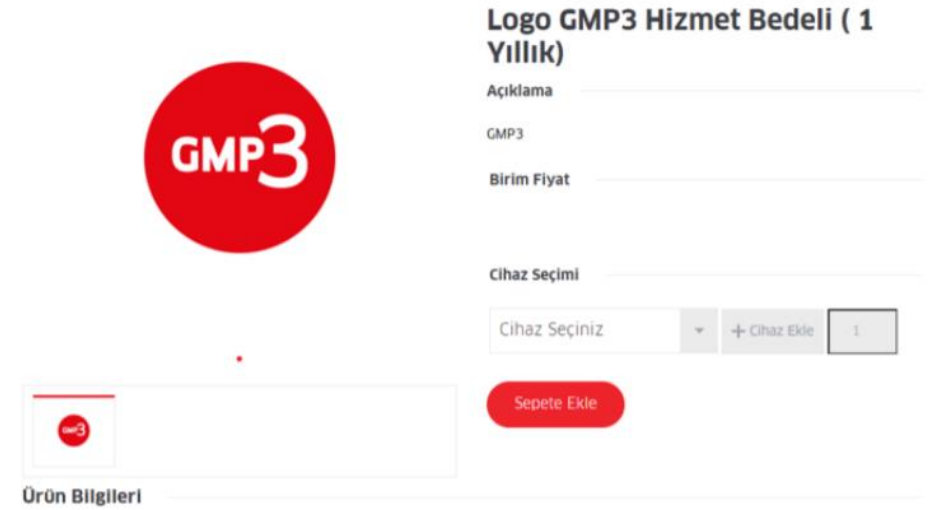 Logo GMP3 Hizmet Bedeli ( 1
Yıllık)
Açıklama
GMP3
GMP3
Birim Fiyat
Cihaz Seçimi
Cihaz Seçiniz
+ Cihaz Ekle
1
Sepete Ekle
GMP3
Ürün Bilgileri